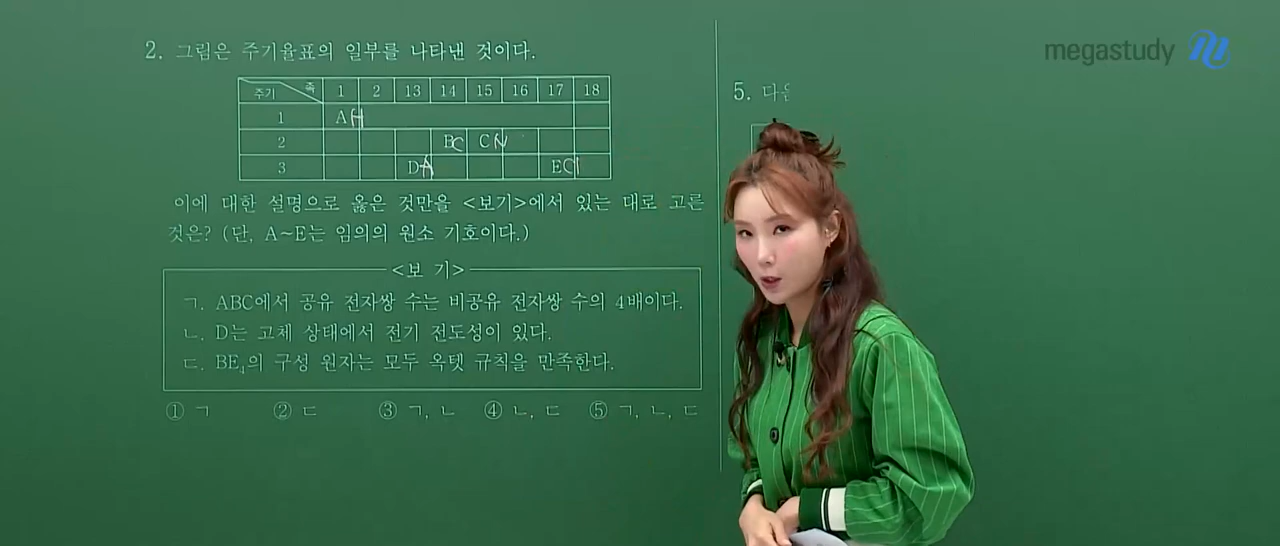 megastudy
2. 그림은 주기율표의 일부를 나타낸 것이다.
주기 족 1 2 13 14 15 16 17 18
1 A H
2 B C C N
3 D A E Cl
이에 대한 설명으로 옳은 것만을 <보기>에서 있는 대로 고른
것은? (단, A~E는 임의의 원소 기호이다.)
<보 기>
ㄱ. ABC에서 공유 전자쌍 수는 비공유 전자쌍 수의 4배이다.
ㄴ. D는 고체 상태에서 전기 전도성이 있다.
ㄷ. BE₄의 구성 원자는 모두 옥텟 규칙을 만족한다.
① ㄱ ② ㄷ ③ ㄱ, ㄴ ④ ㄴ, ㄷ ⑤ ㄱ, ㄴ, ㄷ
5. 다음